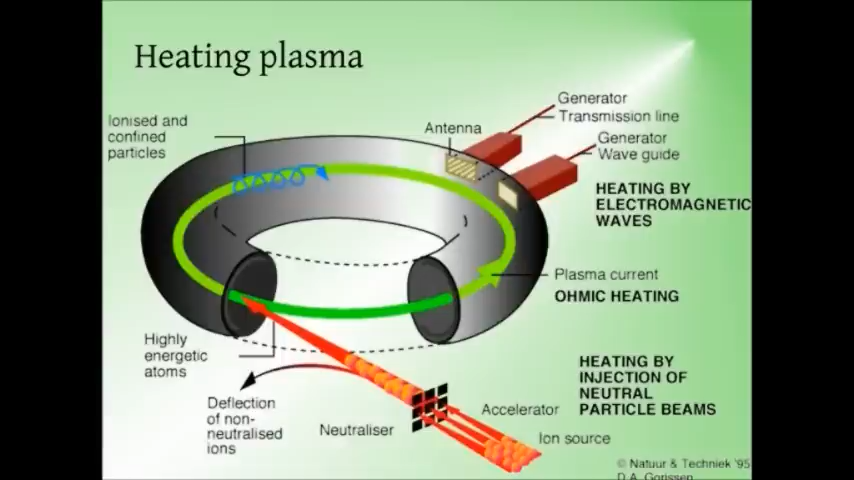 Heating plasma
Ionised and
confined
particles
Antenna
Generator
Transmission line
Generator
Wave guide
HEATING BY
ELECTROMAGNETIC
WAVES
Plasma current
OHMIC HEATING
Highly
energetic
atoms
Deflection
of non-
neutralised
ions
Neutraliser
HEATING BY
INJECTION OF
NEUTRAL
PARTICLE BEAMS
Accelerator
Ion source
© Natuur & Techniek '95
D.A. Gorissen